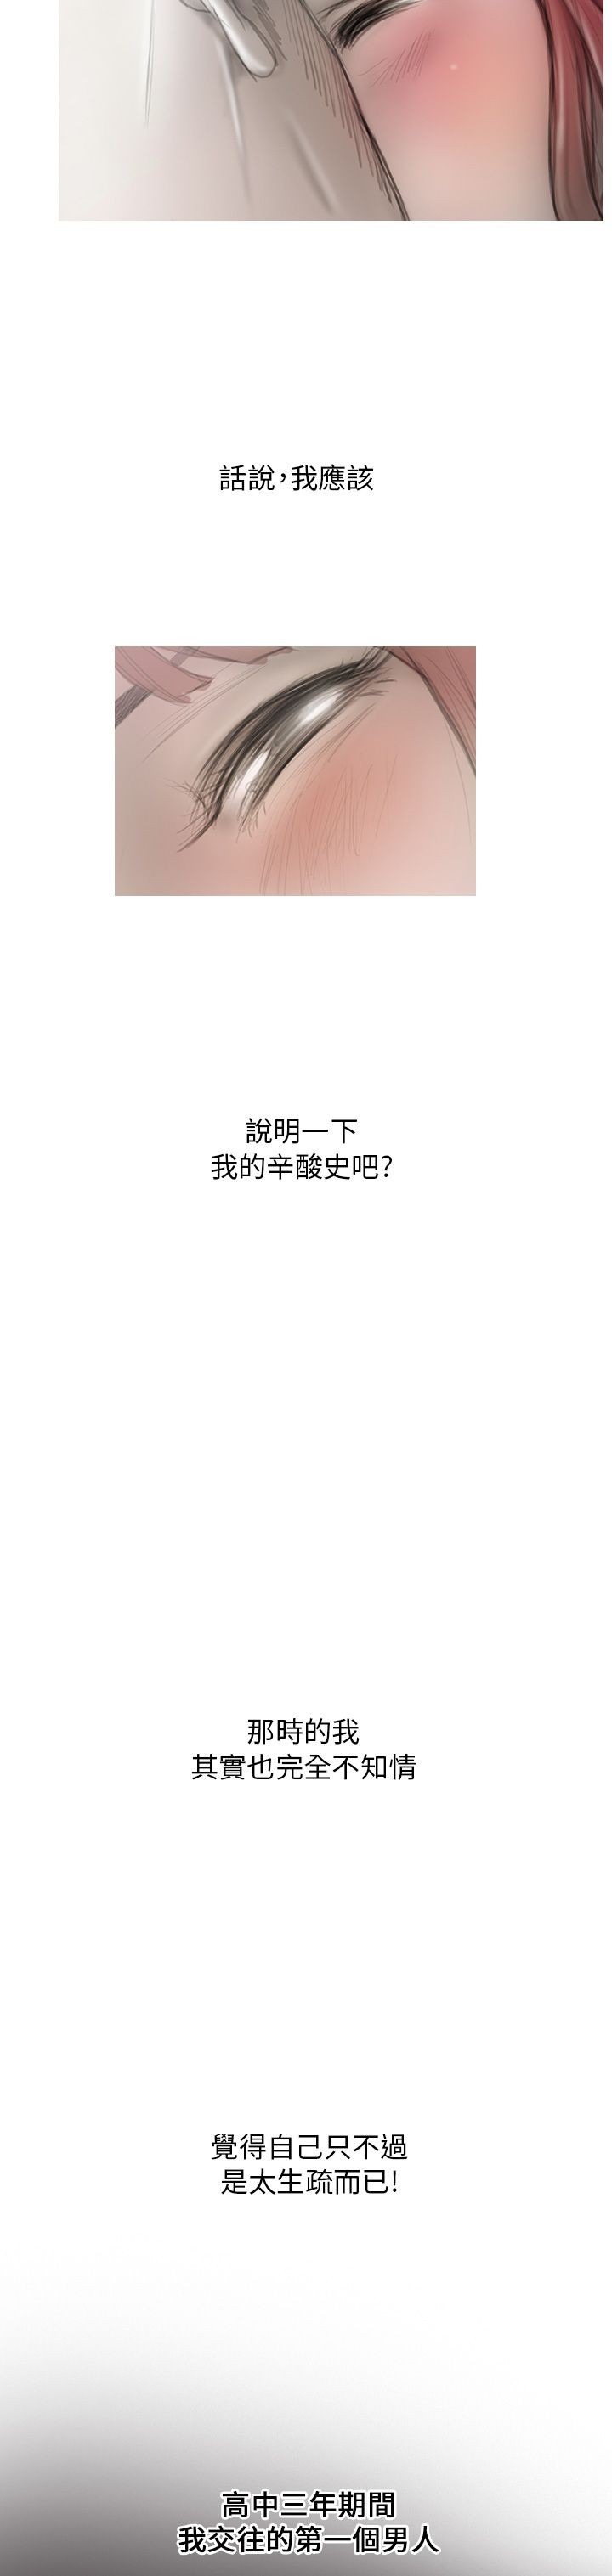 話說，我應該
說明一下
我的辛酸史吧?
那時的我
其實也完全不知情
覺得自己只不過
是太生疏而已!
高中三年期間
我交往的第一個男人